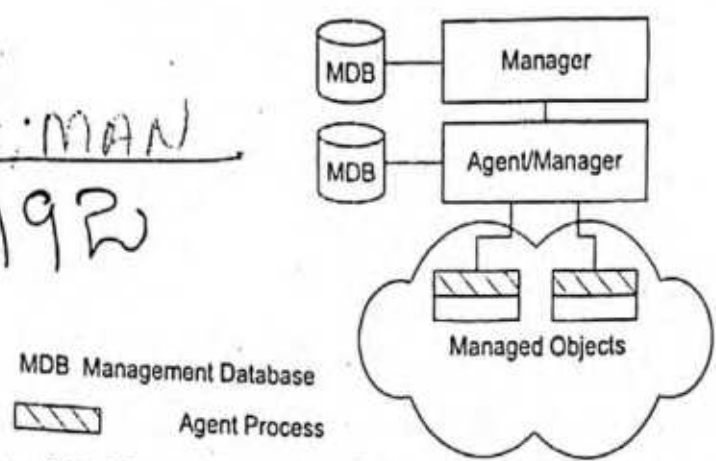 MDB
Manager
MAN
MDB
Agent/Manager
192
Managed Objects
MDB Management Database
Agent Process